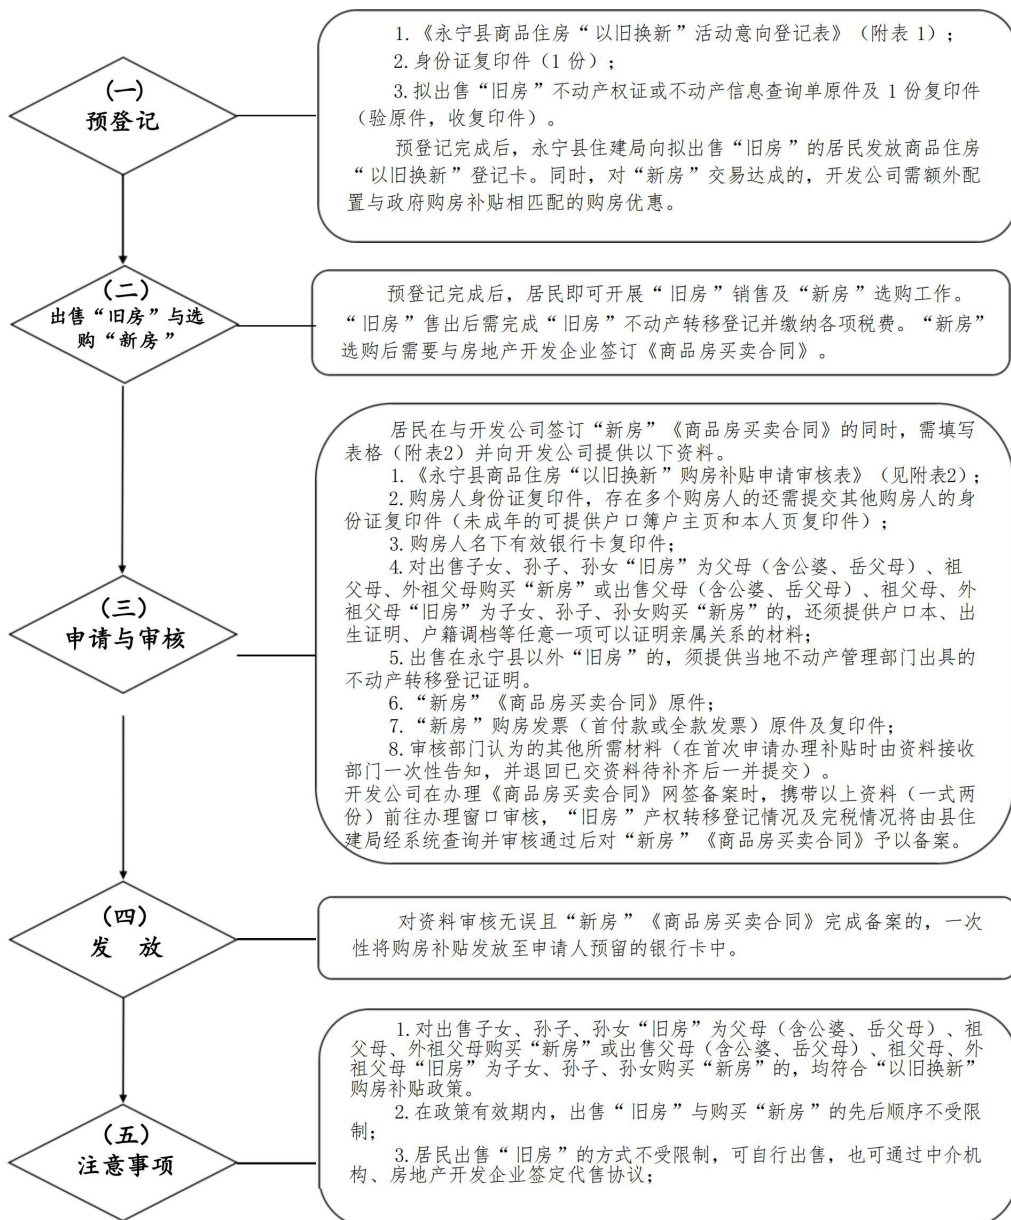 （一）
预登记
1.《永宁县商品住房“以旧换新”活动意向登记表》（附表 1）；
2.身份证复印件（1 份）；
3.拟出售“旧房”不动产权证或不动产信息查询单原件及 1 份复印件
（验原件，收复印件）。
预登记完成后，永宁县住建局向拟出售“旧房”的居民发放商品住房
“以旧换新”登记卡。同时，对“新房”交易达成的，开发公司需额外配
置与政府购房补贴相匹配的购房优惠。
（二）
出售“旧房”与选
购“新房”
预登记完成后，居民即可开展“旧房”销售及“新房”选购工作。
“旧房”售出后需完成“旧房”不动产转移登记并缴纳各项税费。“新房”
选购后需要与房地产开发企业签订《商品房买卖合同》。
（三）
申请与审核
居民在与开发公司签订“新房”《商品房买卖合同》的同时，需填写
表格（附表2）并向开发公司提供以下资料。
1.《永宁县商品住房“以旧换新”购房补贴申请审核表》（见附表2）；
2.购房人身份证复印件，存在多个购房人的还需提交其他购房人的身
份证复印件（未成年的可提供户口簿户主页和本人页复印件）；
3.购房人名下有效银行卡复印件；
4.对出售子女、孙子、孙女“旧房”为父母（含公婆、岳父母）、祖
父母、外祖父母购买“新房”或出售父母（含公婆、岳父母）、祖父母、外
祖父母“旧房”为子女、孙子、孙女购买“新房”的，还须提供户口本、出
生证明、户籍调档等任意一项可以证明亲属关系的材料；
5.出售在永宁县以外“旧房”的，须提供当地不动产管理部门出具的
不动产转移登记证明。
6.“新房”《商品房买卖合同》原件；
7.“新房”购房发票（首付款或全款发票）原件及复印件；
8.审核部门认为的其他所需材料（在首次申请办理补贴时由资料接收
部门一次性告知，并退回已交资料待补齐后一并提交）。
开发公司在办理《商品房买卖合同》网签备案时，携带以上资料（一式两
份）前往办理窗口审核，“旧房”产权转移登记情况及完税情况将由县住
建局经系统查询并审核通过后对“新房”《商品房买卖合同》予以备案。
（四）
发 放
对资料审核无误且“新房”《商品房买卖合同》完成备案的，一次
性将购房补贴发放至申请人预留的银行卡中。
（五）
注意事项
1.对出售子女、孙子、孙女“旧房”为父母（含公婆、岳父母）、祖
父母、外祖父母购买“新房”或出售父母（含公婆、岳父母）、祖父母、外
祖父母“旧房”为子女、孙子、孙女购买“新房”的，均符合“以旧换新”
购房补贴政策。
2.在政策有效期内，出售“旧房”与购买“新房”的先后顺序不受限
制；
3.居民出售“旧房”的方式不受限制，可自行出售，也可通过中介机
构、房地产开发企业签定代售协议；